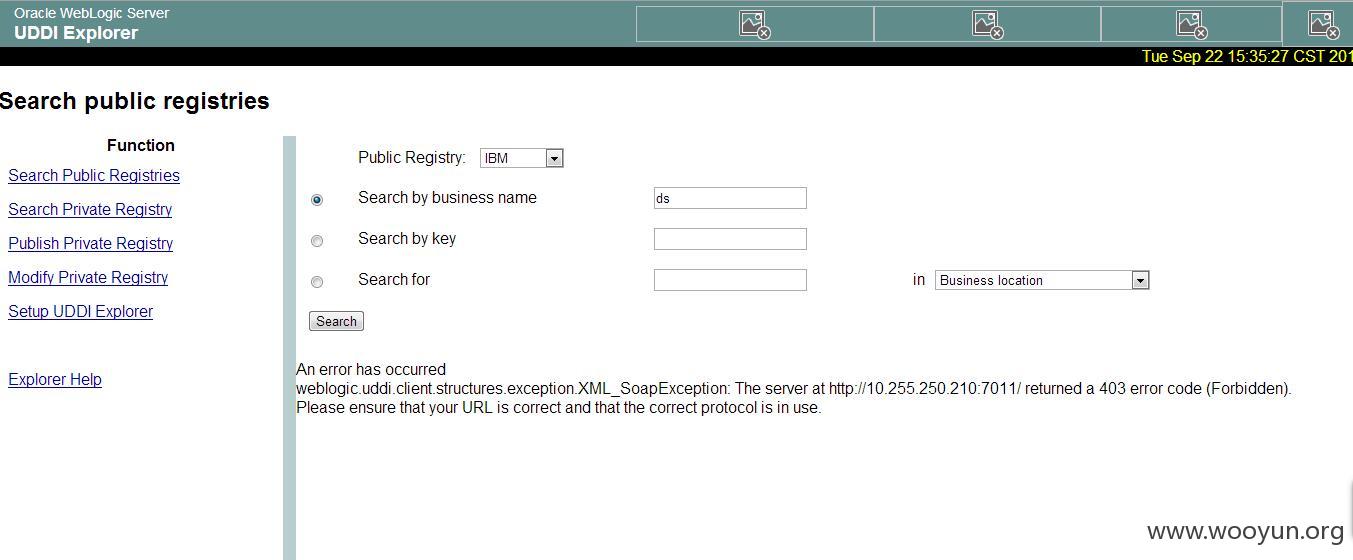 Oracle WebLogic Server
UDDI Explorer
Tue Sep 22 15:35:27 CST 201
Search public registries
Function
Search Public Registries
Search Private Registry
Publish Private Registry
Modify Private Registry
Setup UDDI Explorer
Explorer Help
Public Registry: IBM
Search by business name ds
Search by key
Search for in Business location
Search
An error has occurred
weblogic.uddi.client.structures.exception.XML_SoapException: The server at http://10.255.250.210:7011/ returned a 403 error code (Forbidden).
Please ensure that your URL is correct and that the correct protocol is in use.
www.wooyun.org